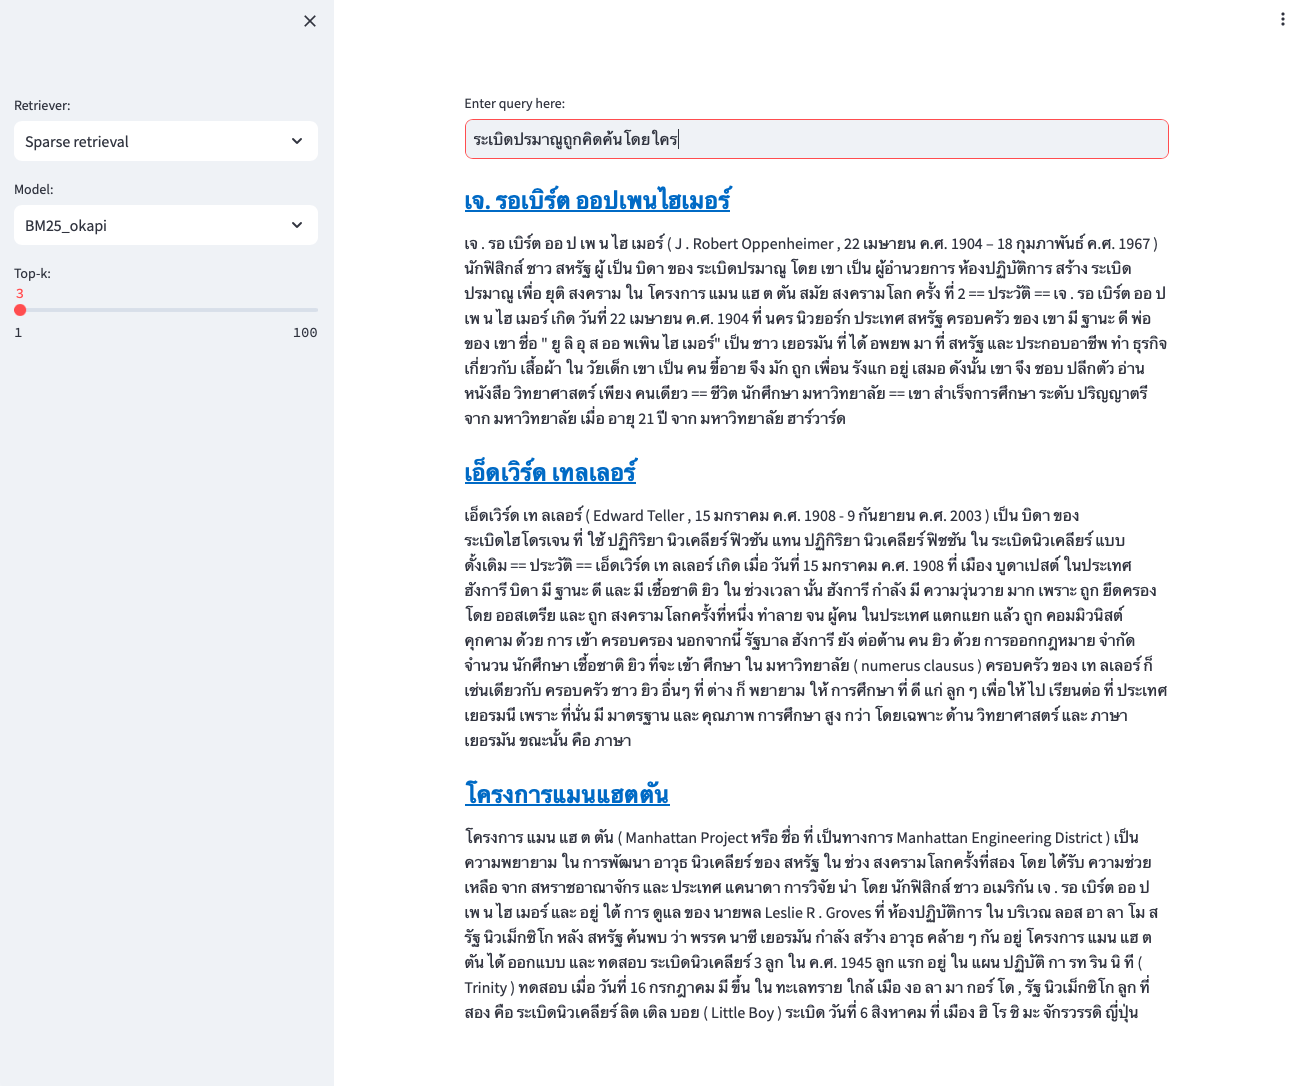 Retriever:
Sparse retrieval
Model:
BM25_okapi
Top-k:
3
1 100
Enter query here:
ระเบิดปรมาณูถูกคิดค้นโดยใคร
เจ. รอเบิร์ต ออปเพนไฮเมอร์
เจ . รอ เบิร์ต ออ ป เพ น ไฮ เมอร์ ( J . Robert Oppenheimer , 22 เมษายน ค.ศ. 1904 – 18 กุมภาพันธ์ ค.ศ. 1967 )
นักฟิสิกส์ ชาว สหรัฐ ผู้ เป็น บิดา ของ ระเบิดปรมาณู โดย เขา เป็น ผู้อำนวยการ ห้องปฏิบัติการ สร้าง ระเบิด
ปรมาณู เพื่อ ยุติ สงคราม ใน โครงการ แมน แฮ ต ตัน สมัย สงครามโลก ครั้ง ที่ 2 == ประวัติ == เจ . รอ เบิร์ต ออ ป
เพ น ไฮ เมอร์ เกิด วันที่ 22 เมษายน ค.ศ. 1904 ที่ นคร นิวยอร์ก ประเทศ สหรัฐ ครอบครัว ของ เขา มี ฐานะ ดี พ่อ
ของ เขา ชื่อ " ยู ลิ อุ ส ออ พเพิน ไฮ เมอร์" เป็น ชาว เยอรมัน ที่ ได้ อพยพ มา ที่ สหรัฐ และ ประกอบอาชีพ ทำ ธุรกิจ
เกี่ยวกับ เสื้อผ้า ใน วัยเด็ก เขา เป็น คน ขี้อาย จึง มัก ถูก เพื่อน รังแก อยู่ เสมอ ดังนั้น เขา จึง ชอบ ปลีกตัว อ่าน
หนังสือ วิทยาศาสตร์ เพียง คนเดียว == ชีวิต นักศึกษา มหาวิทยาลัย == เขา สำเร็จการศึกษา ระดับ ปริญญาตรี
จาก มหาวิทยาลัย เมื่อ อายุ 21 ปี จาก มหาวิทยาลัย ฮาร์วาร์ด
เอ็ดเวิร์ด เทลเลอร์
เอ็ดเวิร์ด เท ลเลอร์ ( Edward Teller , 15 มกราคม ค.ศ. 1908 - 9 กันยายน ค.ศ. 2003 ) เป็น บิดา ของ
ระเบิดไฮโดรเจน ที่ ใช้ ปฏิกิริยา นิวเคลียร์ ฟิวชัน แทน ปฏิกิริยา นิวเคลียร์ ฟิชชัน ใน ระเบิดนิวเคลียร์ แบบ
ดั้งเดิม == ประวัติ == เอ็ดเวิร์ด เท ลเลอร์ เกิด เมื่อ วันที่ 15 มกราคม ค.ศ. 1908 ที่ เมือง บูดาเปสต์ ในประเทศ
ฮังการี บิดา มี ฐานะ ดี และ มี เชื้อชาติ ยิว ใน ช่วงเวลา นั้น ฮังการี กำลัง มี ความวุ่นวาย มาก เพราะ ถูก ยึดครอง
โดย ออสเตรีย และ ถูก สงครามโลกครั้งที่หนึ่ง ทำลาย จน ผู้คน ในประเทศ แตกแยก แล้ว ถูก คอมมิวนิสต์
คุกคาม ด้วย การ เข้า ครอบครอง นอกจากนี้ รัฐบาล ฮังการี ยัง ต่อต้าน คน ยิว ด้วย การออกกฎหมาย จำกัด
จำนวน นักศึกษา เชื้อชาติ ยิว ที่จะ เข้า ศึกษา ใน มหาวิทยาลัย ( numerus clausus ) ครอบครัว ของ เท ลเลอร์ ก็
เช่นเดียวกับ ครอบครัว ชาว ยิว อื่นๆ ที่ ต่าง ก็ พยายาม ให้ การศึกษา ที่ ดี แก่ ลูก ๆ เพื่อ ให้ ไป เรียนต่อ ที่ ประเทศ
เยอรมนี เพราะ ที่นั่น มี มาตรฐาน และ คุณภาพ การศึกษา สูง กว่า โดยเฉพาะ ด้าน วิทยาศาสตร์ และ ภาษา
เยอรมัน ขณะนั้น คือ ภาษา
โครงการแมนแฮตตัน
โครงการ แมน แฮ ต ตัน ( Manhattan Project หรือ ชื่อ ที่ เป็นทางการ Manhattan Engineering District ) เป็น
ความพยายาม ใน การพัฒนา อาวุธ นิวเคลียร์ ของ สหรัฐ ใน ช่วง สงครามโลกครั้งที่สอง โดย ได้รับ ความช่วย
เหลือ จาก สหราชอาณาจักร และ ประเทศ แคนาดา การวิจัย นำ โดย นักฟิสิกส์ ชาว อเมริกัน เจ . รอ เบิร์ต ออ ป
เพ น ไฮ เมอร์ และ อยู่ ใต้ การ ดูแล ของ นายพล Leslie R . Groves ที่ ห้องปฏิบัติการ ใน บริเวณ ลอส อา ลา โม ส
รัฐ นิวเม็กซิโก หลัง สหรัฐ ค้นพบ ว่า พรรค นาซี เยอรมัน กำลัง สร้าง อาวุธ คล้าย ๆ กัน อยู่ โครงการ แมน แฮ ต
ตัน ได้ ออกแบบ และ ทดสอบ ระเบิดนิวเคลียร์ 3 ลูก ใน ค.ศ. 1945 ลูก แรก อยู่ ใน แผน ปฏิบัติ กา รท ริน นิ ที (
Trinity ) ทดสอบ เมื่อ วันที่ 16 กรกฎาคม มี ขึ้น ใน ทะเลทราย ใกล้ เมือ งอ ลา มา กอร์ โด , รัฐ นิวเม็กซิโก ลูก ที่
สอง คือ ระเบิดนิวเคลียร์ ลิต เติล บอย ( Little Boy ) ระเบิด วันที่ 6 สิงหาคม ที่ เมือง ฮิ โร ชิ มะ จักรวรรดิ ญี่ปุ่น